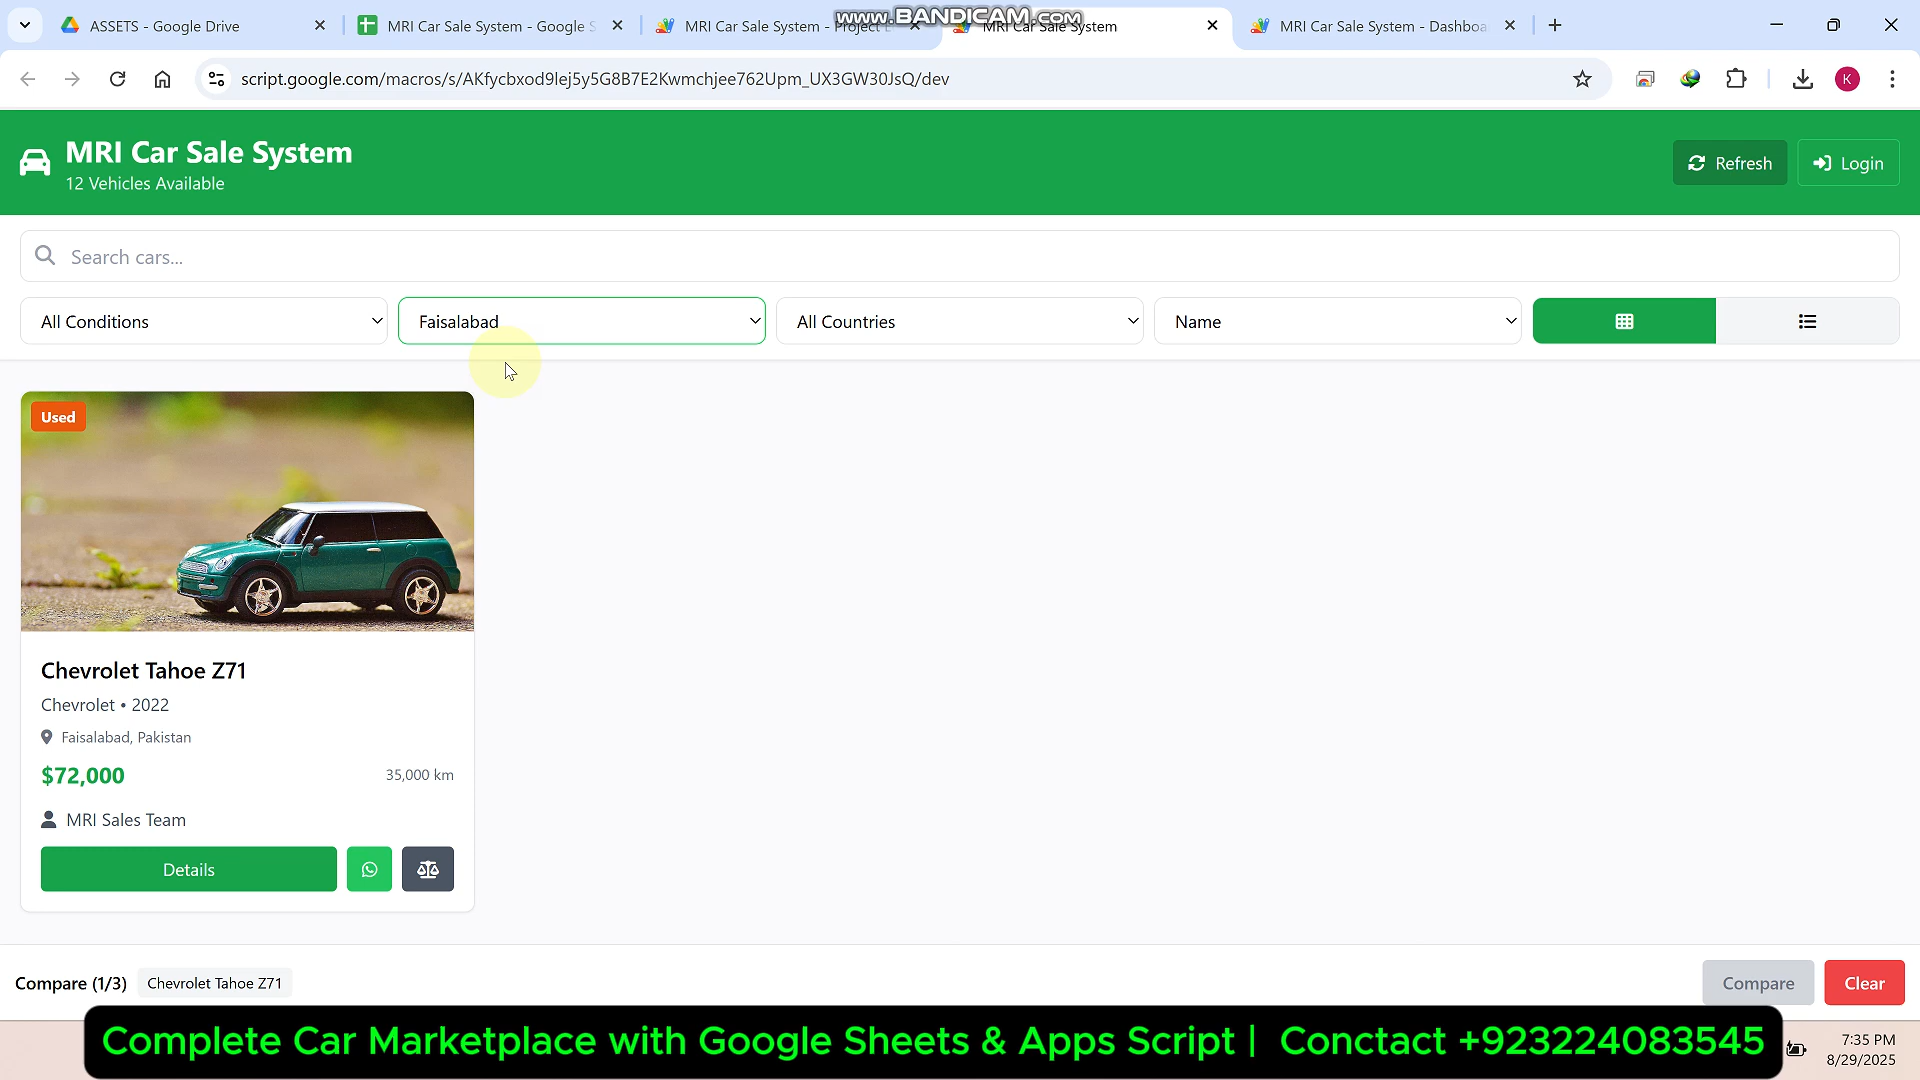 www.BANDICAM.com
ASSETS - Google Drive
MRI Car Sale System - Google S
MRI Car Sale System - Project E
MRI Car Sale System
MRI Car Sale System - Dashboa
script.google.com/macros/s/AKfycbxod9lej5y5G8B7E2Kwmchjee762Upm_UX3GW30JsQ/dev
K
MRI Car Sale System
12 Vehicles Available
Refresh
Login
Search cars...
All Conditions
Faisalabad
All Countries
Name
Used
Chevrolet Tahoe Z71
Chevrolet • 2022
Faisalabad, Pakistan
$72,000
35,000 km
MRI Sales Team
Details
Compare (1/3)
Chevrolet Tahoe Z71
Compare
Clear
Complete Car Marketplace with Google Sheets & Apps Script | Conctact +923224083545
7:35 PM
8/29/2025